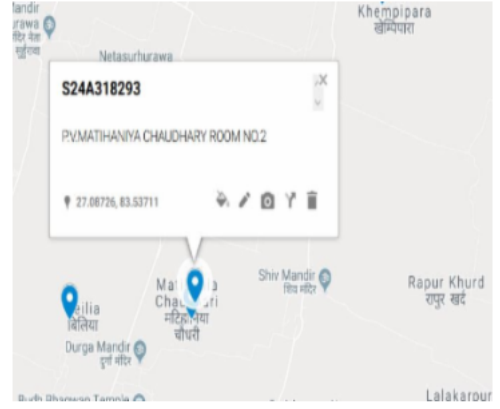 Khempipara
खेम्पिपारा
Netasurhurawa
S24A318293
P.V.MATIHANIYA CHAUDHARY ROOM NO.2
27.08726, 83.53711
Shiv Mandir
शिव मंदिर
Rapur Khurd
रापुर खर्द
बिलिया
चौधरी
Durga Mandir
दुर्गा मंदिर
Lalakarpur